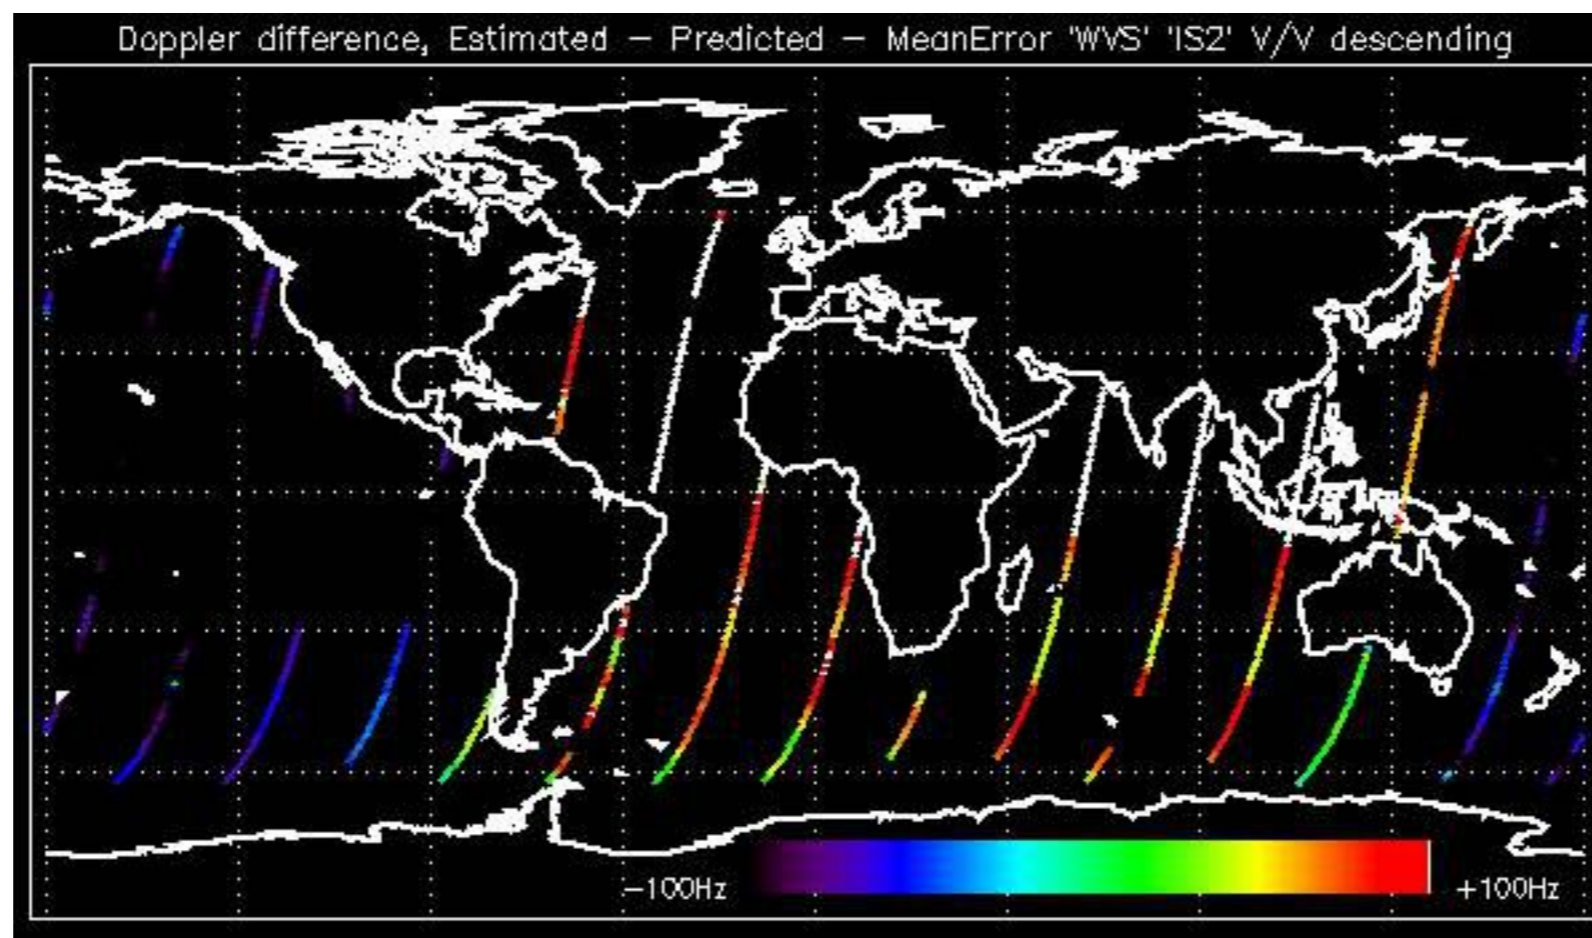 Doppler difference, Estimated – Predicted – MeanError 'WVS' 'IS2' V/V descending
-100Hz
+100Hz